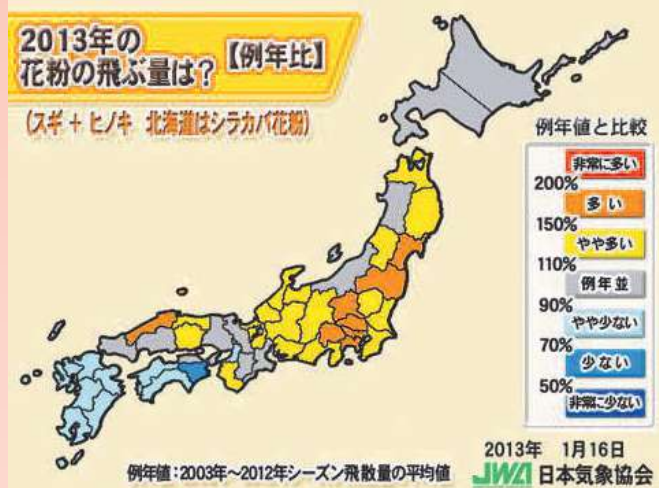 2013年の
花粉の飛ぶ量は？【例年比】
(スギ + ヒノキ 北海道はシラカバ花粉)
例年値と比較
非常に多い
200%
多い
150%
やや多い
110%
例年並
90%
やや少ない
70%
少ない
50%
非常に少ない
2013年 1月16日
例年値：2003年～2012年シーズン飛散量の平均値
JWA 日本気象協会